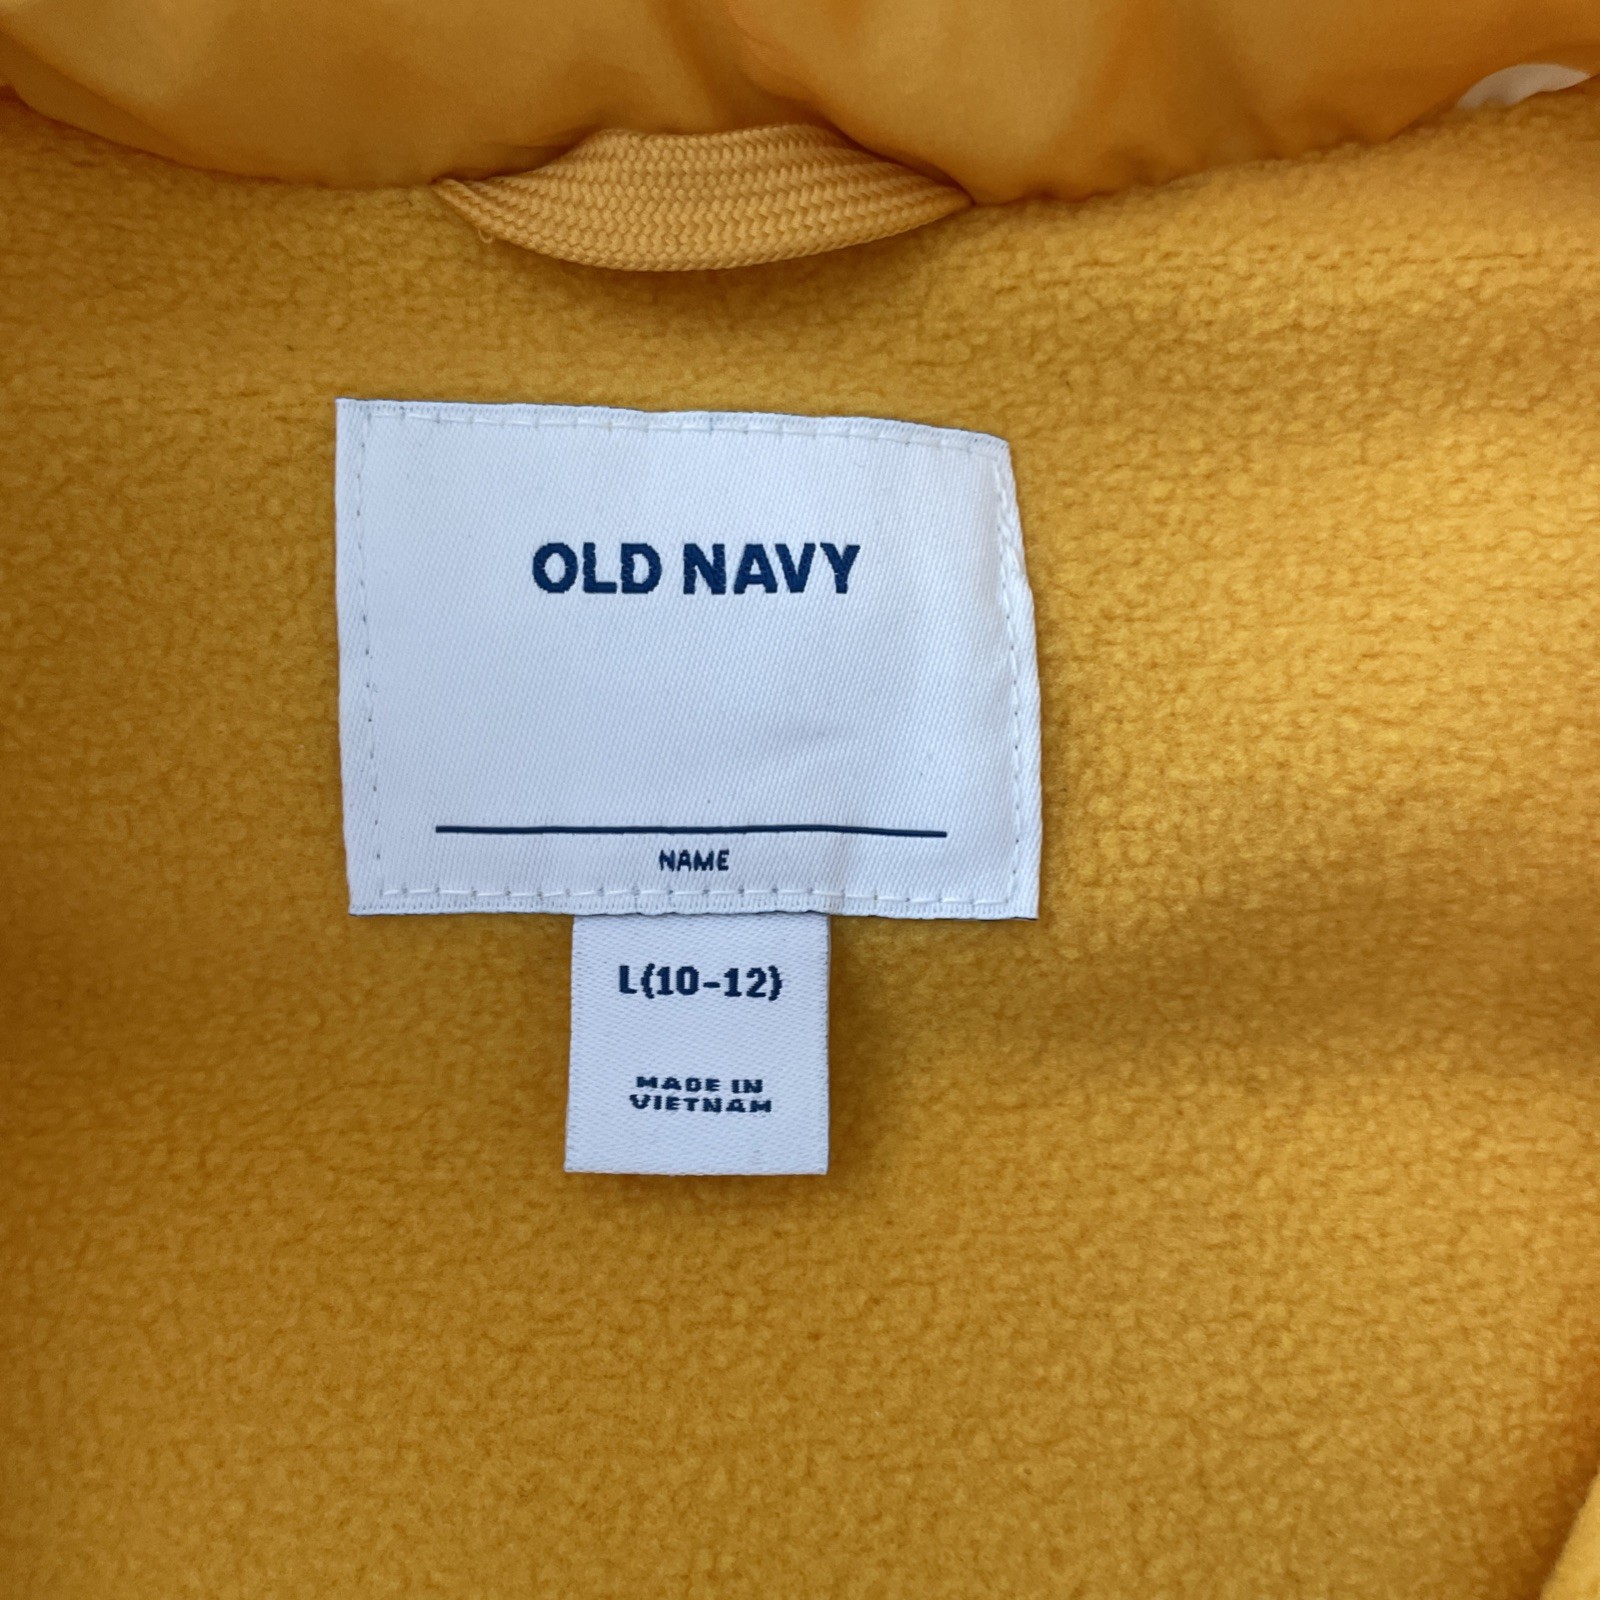 OLD NAVY
NAME
L(10-12)
MADE IN
VIETNAM